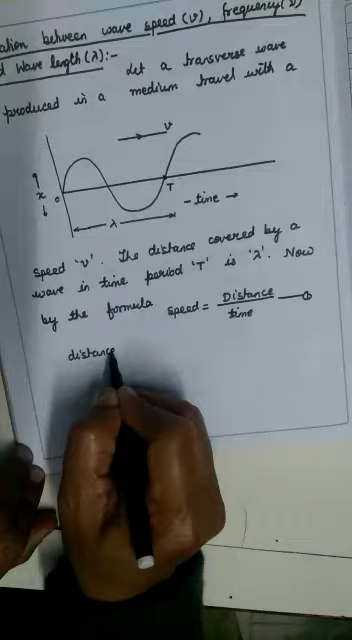 ation between wave speed (v), frequency(ν)
d Wave length (λ):-
Let a transverse wave
produced in a medium travel with a
v
x
0
T
- time →
λ
speed 'v'. The distance covered by a
wave in time period 'T' is 'λ'. Now
by the formula
speed = Distance / time
distance